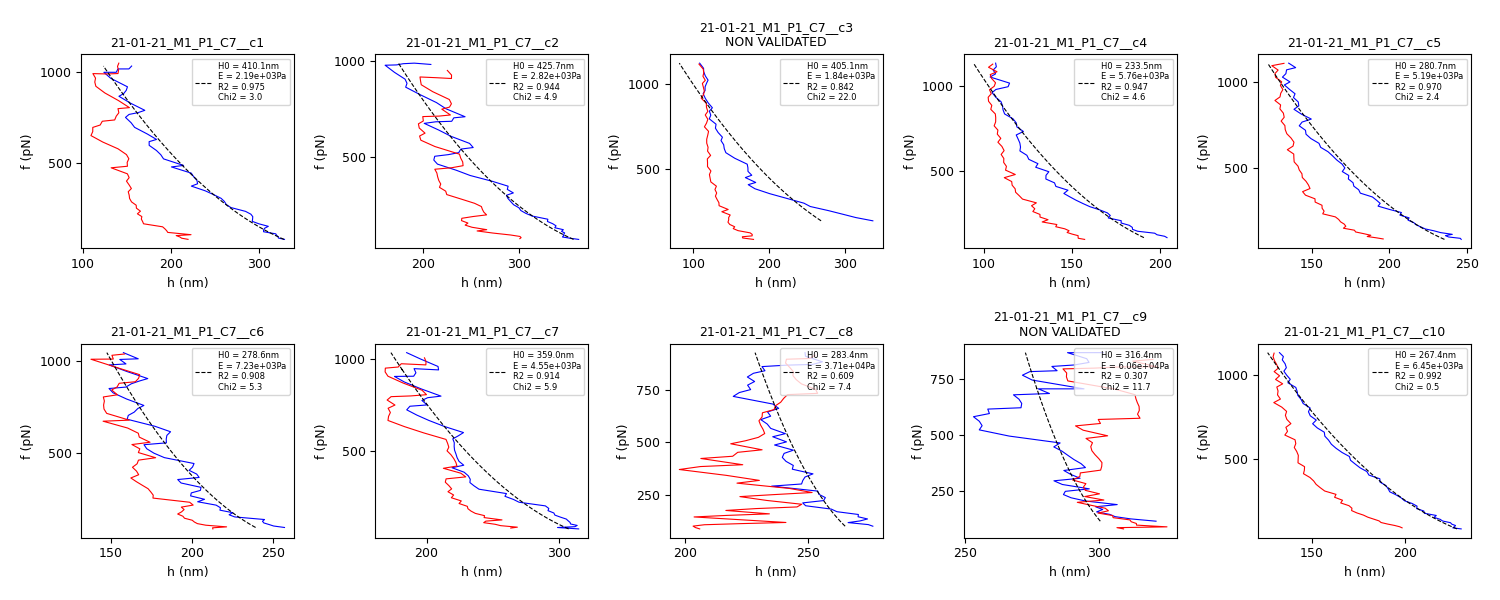 21-01-21_M1_P1_C7__c1
H0 = 410.1nm
E = 2.19e+03Pa
R2 = 0.975
Chi2 = 3.0
f (pN)
1000
500
100 200 300
h (nm)
21-01-21_M1_P1_C7__c2
H0 = 425.7nm
E = 2.82e+03Pa
R2 = 0.944
Chi2 = 4.9
f (pN)
1000
500
200 300
h (nm)
21-01-21_M1_P1_C7__c3
NON VALIDATED
H0 = 405.1nm
E = 1.84e+03Pa
R2 = 0.842
Chi2 = 22.0
f (pN)
1000
500
100 200 300
h (nm)
21-01-21_M1_P1_C7__c4
H0 = 233.5nm
E = 5.76e+03Pa
R2 = 0.947
Chi2 = 4.6
f (pN)
1000
500
100 150 200
h (nm)
21-01-21_M1_P1_C7__c5
H0 = 280.7nm
E = 5.19e+03Pa
R2 = 0.970
Chi2 = 2.4
f (pN)
1000
500
150 200 250
h (nm)
21-01-21_M1_P1_C7__c6
H0 = 278.6nm
E = 7.23e+03Pa
R2 = 0.908
Chi2 = 5.3
f (pN)
1000
500
150 200 250
h (nm)
21-01-21_M1_P1_C7__c7
H0 = 359.0nm
E = 4.55e+03Pa
R2 = 0.914
Chi2 = 5.9
f (pN)
1000
500
200 300
h (nm)
21-01-21_M1_P1_C7__c8
H0 = 283.4nm
E = 3.71e+04Pa
R2 = 0.609
Chi2 = 7.4
f (pN)
750
500
250
200 250
h (nm)
21-01-21_M1_P1_C7__c9
NON VALIDATED
H0 = 316.4nm
E = 6.06e+04Pa
R2 = 0.307
Chi2 = 11.7
f (pN)
750
500
250
250 300
h (nm)
21-01-21_M1_P1_C7__c10
H0 = 267.4nm
E = 6.45e+03Pa
R2 = 0.992
Chi2 = 0.5
f (pN)
1000
500
150 200
h (nm)